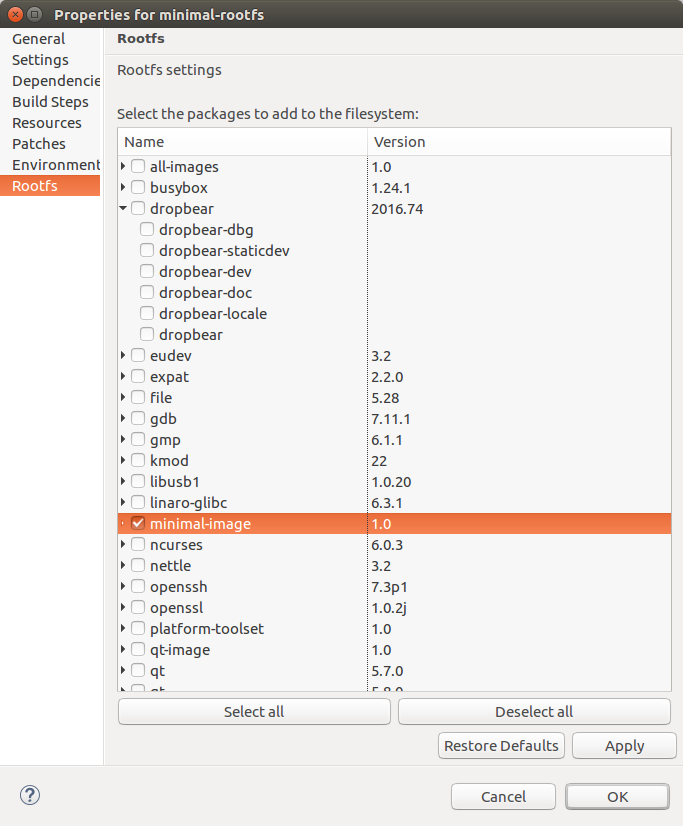 Properties for minimal-rootfs
General
Settings
Dependencie
Build Steps
Resources
Patches
Environment
Rootfs
Rootfs
Rootfs settings
Select the packages to add to the filesystem:
Name Version
all-images 1.0
busybox 1.24.1
dropbear 2016.74
dropbear-dbg
dropbear-staticdev
dropbear-dev
dropbear-doc
dropbear-locale
dropbear
eudev 3.2
expat 2.2.0
file 5.28
gdb 7.11.1
gmp 6.1.1
kmod 22
libusb1 1.0.20
linaro-glibc 6.3.1
minimal-image 1.0
ncurses 6.0.3
nettle 3.2
openssh 7.3p1
openssl 1.0.2j
platform-toolset 1.0
qt-image 1.0
qt 5.7.0
qt 5.8.0
Select all Deselect all
Restore Defaults Apply
? Cancel OK